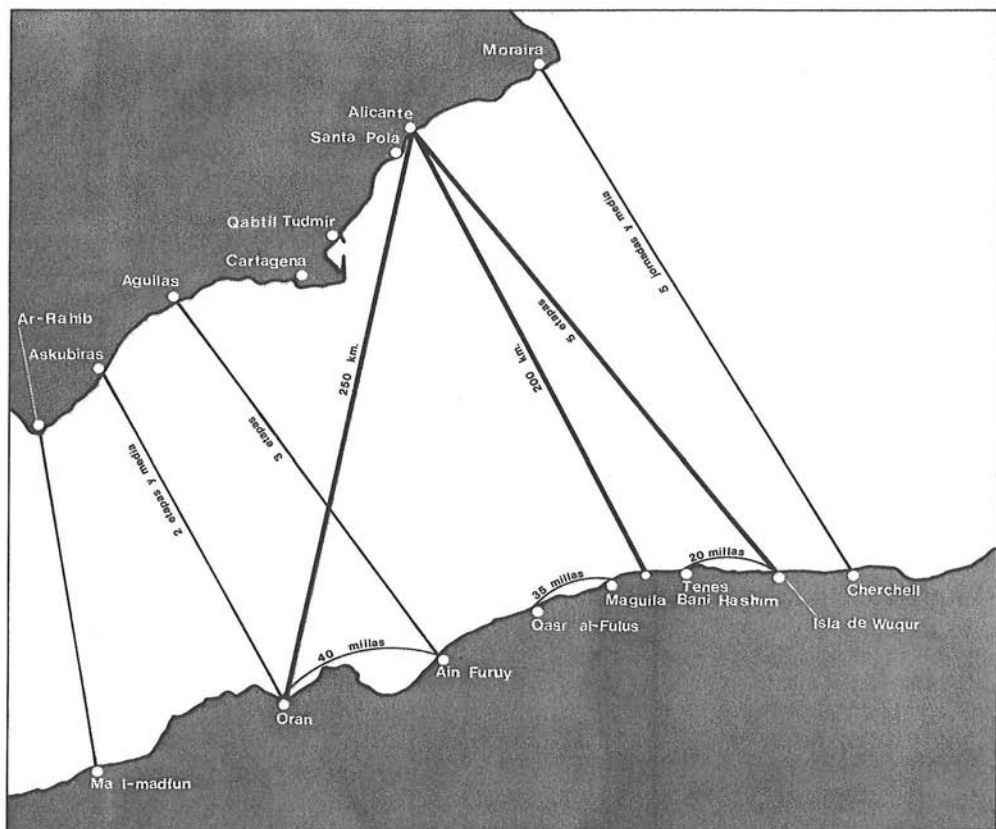 Moraira
Alicante
Santa Pola
Qabtil Tudmir
Cartagena
Aguilas
Ar-Rahib
Askubiras
5 jornadas y media
5 etapas
250 km.
200 km.
3 etapas
2 etapas y media
20 millas
35 millas
Tenes
Cherchell
Maguila Bani Hashim
Qasr al-Fulus
Isla de Wuqur
40 millas
Ain Furuy
Oran
Ma l-madfun